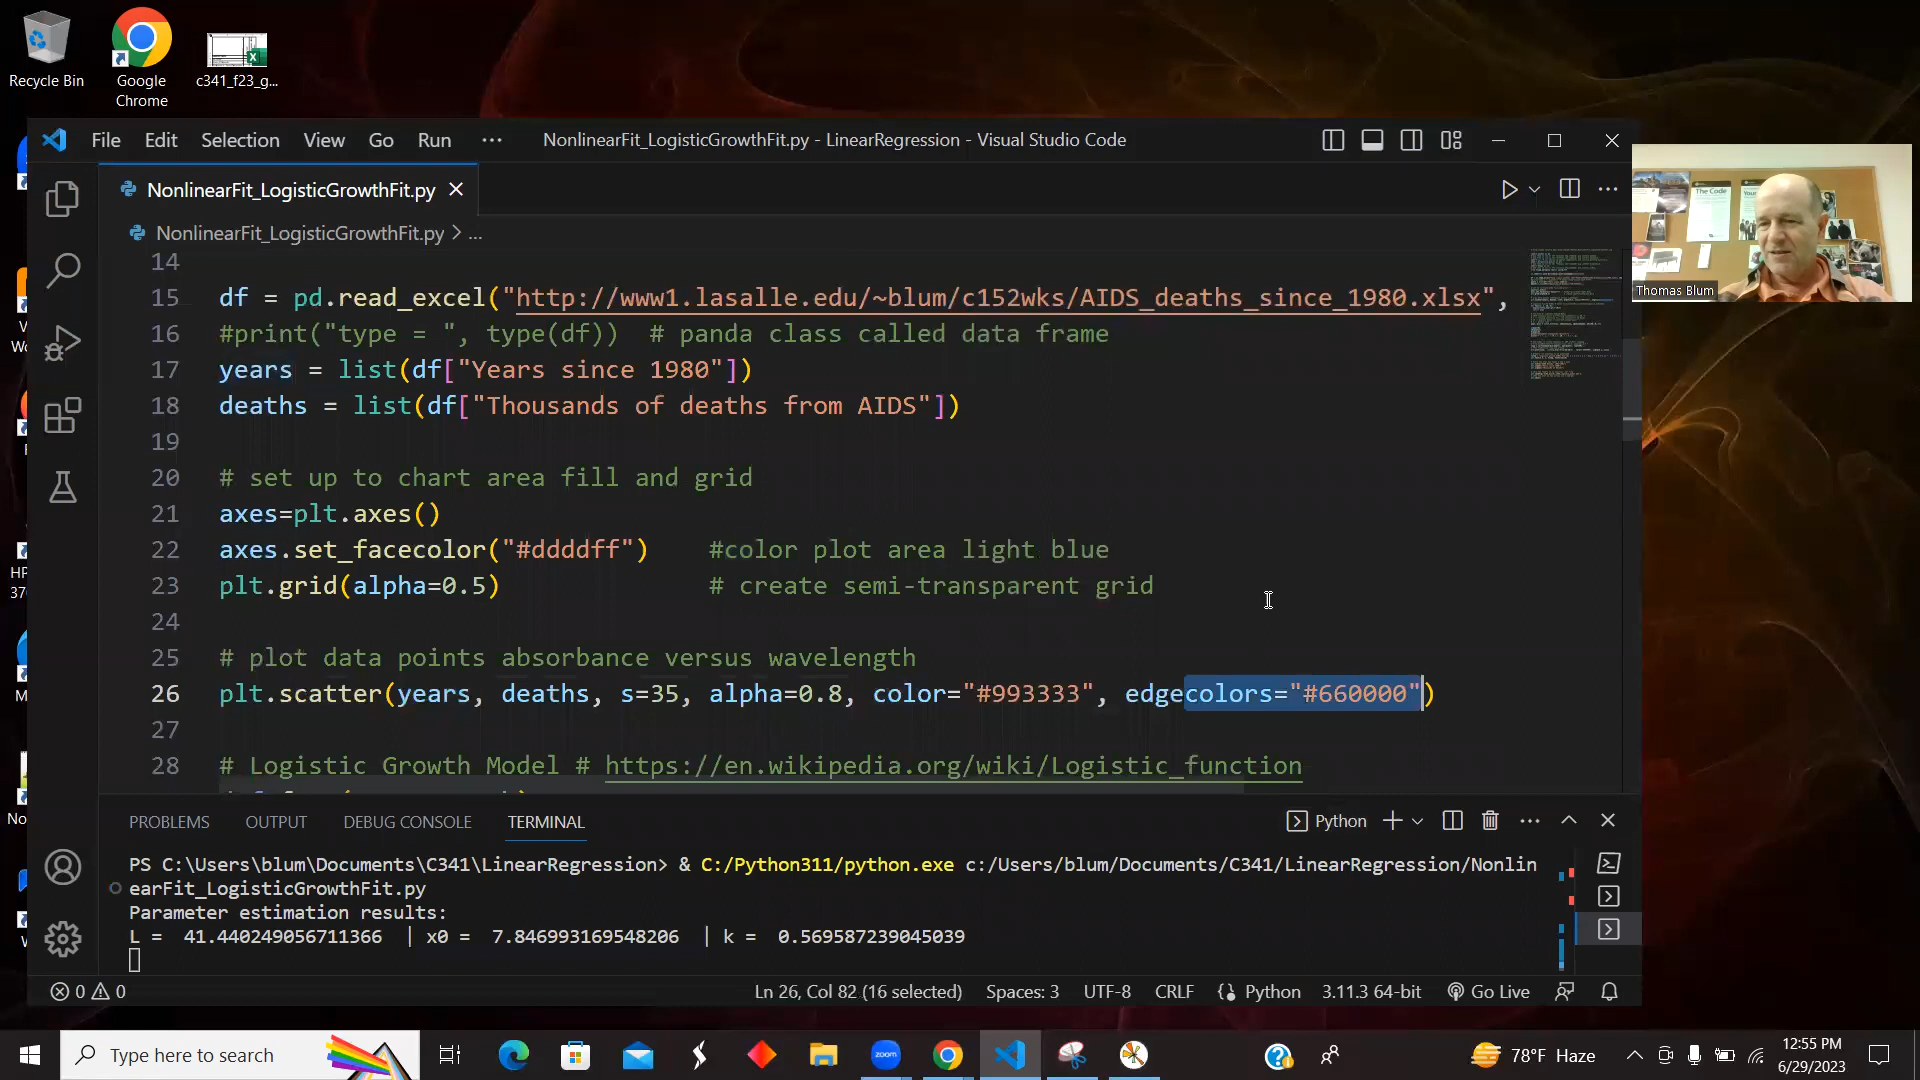 Recycle Bin
Google Chrome
c341_f23_g...
File Edit Selection View Go Run ···
NonlinearFit_LogisticGrowthFit.py - LinearRegression - Visual Studio Code
NonlinearFit_LogisticGrowthFit.py
NonlinearFit_LogisticGrowthFit.py > ...
14
15 df = pd.read_excel("http://www1.lasalle.edu/~blum/c152wks/AIDS_deaths_since_1980.xlsx",
16 #print("type = ", type(df))  # panda class called data frame
17 years = list(df["Years since 1980"])
18 deaths = list(df["Thousands of deaths from AIDS"])
19
20 # set up to chart area fill and grid
21 axes=plt.axes()
22 axes.set_facecolor("#ddddff")    #color plot area light blue
23 plt.grid(alpha=0.5)              # create semi-transparent grid
24
25 # plot data points absorbance versus wavelength
26 plt.scatter(years, deaths, s=35, alpha=0.8, color="#993333", edgecolors="#660000")
27
28 # Logistic Growth Model # https://en.wikipedia.org/wiki/Logistic_function
The Code
Thomas Blum
PROBLEMS OUTPUT DEBUG CONSOLE TERMINAL
Python
PS C:\Users\blum\Documents\C341\LinearRegression> & C:/Python311/python.exe c:/Users/blum/Documents/C341/LinearRegression/Nonlin
earFit_LogisticGrowthFit.py
Parameter estimation results:
L =  41.440249056711366  | x0 =  7.846993169548206  | k =  0.569587239045039
0 0
Ln 26, Col 82 (16 selected) Spaces: 3 UTF-8 CRLF Python 3.11.3 64-bit Go Live
HP
37
No
Type here to search
zoom
78°F Haze
12:55 PM
6/29/2023